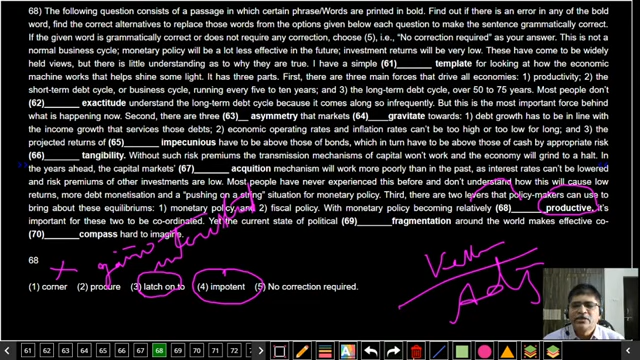 68) The following question consists of a passage in which certain phrase/Words are printed in bold. Find out if there is an error in any of the bold
word, find the correct alternatives to replace those words from the options given below each question to make the sentence grammatically correct.
If the given word is grammatically correct or does not require any correction, choose (5), i.e., "No correction required" as your answer. This is not a
normal business cycle; monetary policy will be a lot less effective in the future; investment returns will be very low. These have come to be widely
held views, but there is little understanding as to why they are true. I have a simple (61)________ template for looking at how the economic
machine works that helps shine some light. It has three parts. First, there are three main forces that drive all economies: 1) productivity; 2) the
short-term debt cycle, or business cycle, running every five to ten years; and 3) the long-term debt cycle, over 50 to 75 years. Most people don't
(62)________ exactitude understand the long-term debt cycle because it comes along so infrequently. But this is the most important force behind
what is happening now. Second, there are three (63__ asymmetry that markets (64)____gravitate towards: 1) debt growth has to be in line with
the income growth that services those debts; 2) economic operating rates and inflation rates can't be too high or too low for long; and 3) the
projected returns of (65)______ impecunious have to be above those of bonds, which in turn have to be above those of cash by appropriate risk
(66)________ tangibility. Without such risk premiums the transmission mechanisms of capital won't work and the economy will grind to a halt. In
the years ahead, the capital markets' (67)________acquition mechanism will work more poorly than in the past, as interest rates can't be lowered
and risk premiums of other investments are low. Most people have never experienced this before and don't understand how this will cause low
returns, more debt monetisation and a pushing on a string situation for monetary policy. Third, there are two levers that policy-makers can use to
bring about these equilibriums: 1) monetary policy and 2) fiscal policy. With monetary policy becoming relatively (68)______ productive, it's
important for these two to be co-ordinated. Yet the current state of political (69)______fragmentation around the world makes effective co-
(70)________compass hard to imagine.
68
(1) corner (2) procure (3) latch on to (4) impotent (5) No correction required.
gain
Adj
61 62 63 64 65 66 67 68 69 70 71 72